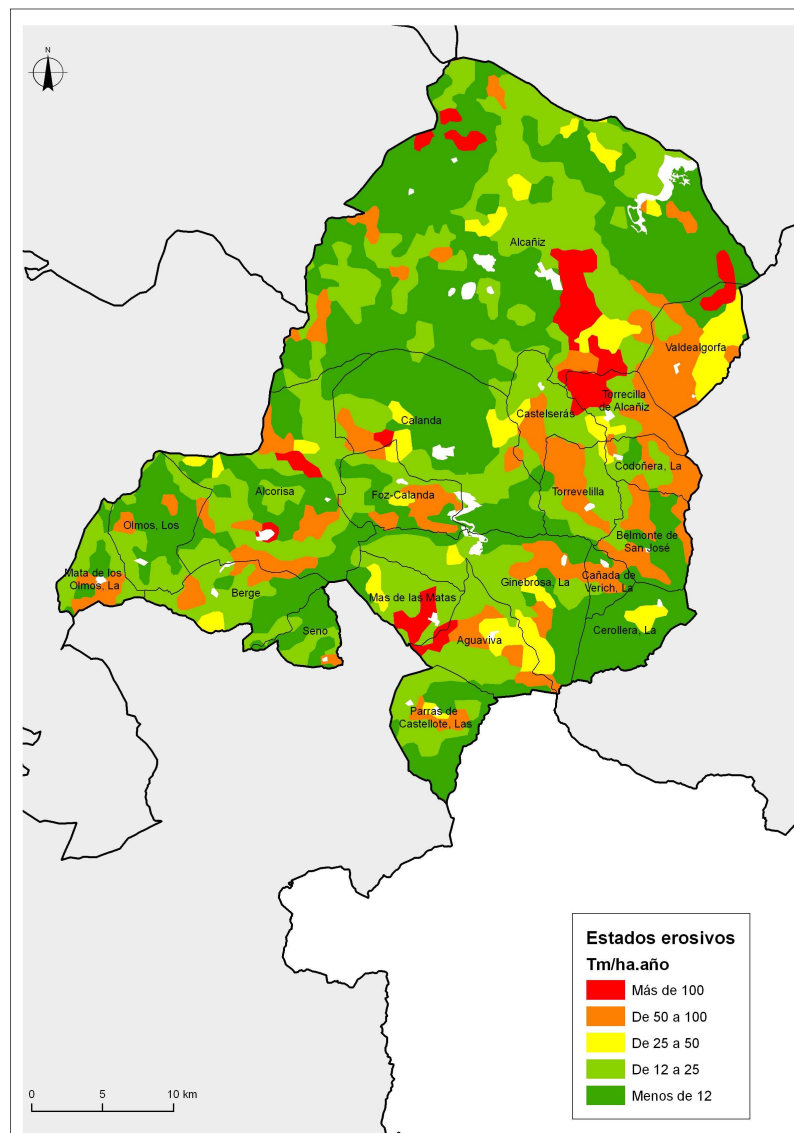 N
Alcañiz
Valdealgorfa
Torrecilla
de Alcañiz
Castelserás
Calanda
Codoñera, La
Alcorisa
Foz-Calanda
Torrevelilla
Olmos, Los
Belmonte de
San José
Mata de los
Olmos, La
Berge
Mas de las Matas
Ginebrosa, La
Cañada de
Verich, La
Seno
Aguaviva
Cerollera, La
Parras de
Castellote, Las
Estados erosivos
Tm/ha.año
Más de 100
De 50 a 100
De 25 a 50
De 12 a 25
Menos de 12
0 5 10 km